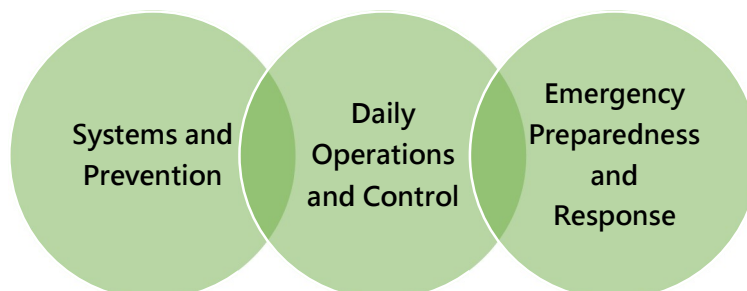 Systems and
Prevention
Daily
Operations
and Control
Emergency
Preparedness
and
Response